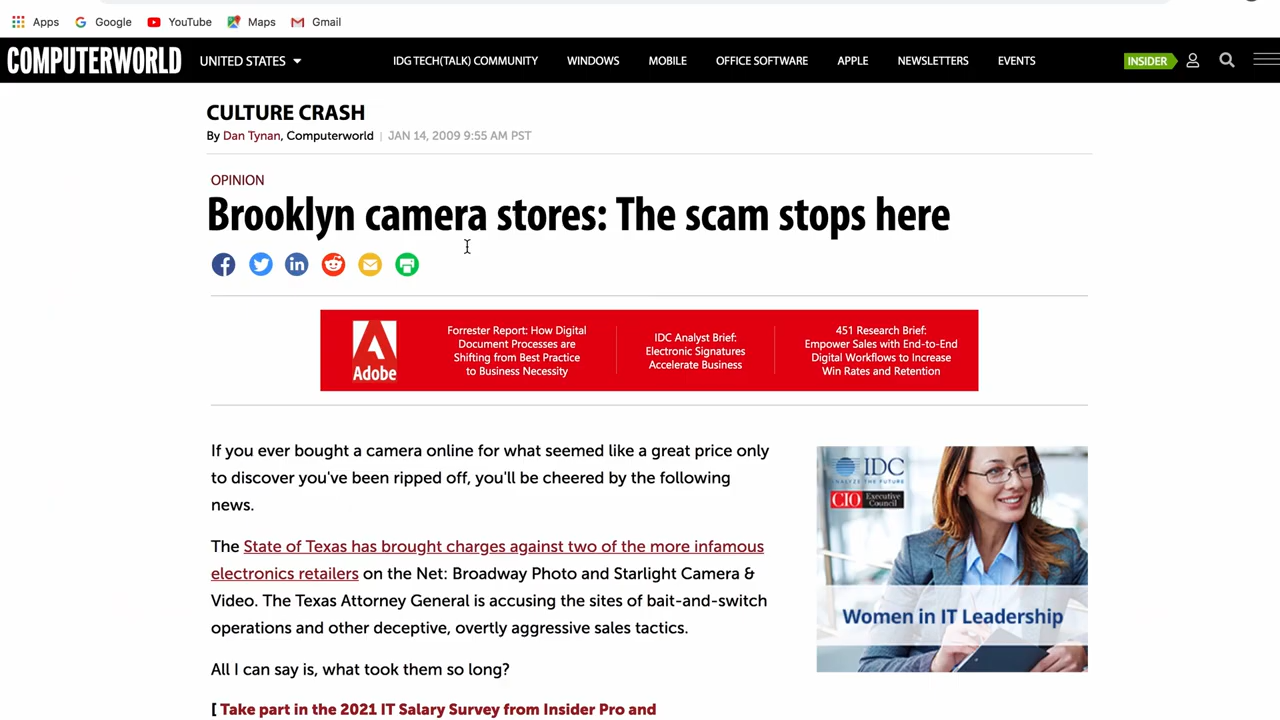 Apps Google YouTube Maps Gmail
COMPUTERWORLD UNITED STATES IDG TECH(TALK) COMMUNITY WINDOWS MOBILE OFFICE SOFTWARE APPLE NEWSLETTERS EVENTS INSIDER
CULTURE CRASH
By Dan Tynan, Computerworld | JAN 14, 2009 9:55 AM PST
OPINION
Brooklyn camera stores: The scam stops here
Adobe
Forrester Report: How Digital
Document Processes are
Shifting from Best Practice
to Business Necessity
IDC Analyst Brief:
Electronic Signatures
Accelerate Business
451 Research Brief:
Empower Sales with End-to-End
Digital Workflows to Increase
Win Rates and Retention
If you ever bought a camera online for what seemed like a great price only
to discover you've been ripped off, you'll be cheered by the following
news.
The State of Texas has brought charges against two of the more infamous
electronics retailers on the Net: Broadway Photo and Starlight Camera &
Video. The Texas Attorney General is accusing the sites of bait-and-switch
operations and other deceptive, overtly aggressive sales tactics.
All I can say is, what took them so long?
[ Take part in the 2021 IT Salary Survey from Insider Pro and
IDC
ANALYZE THE FUTURE
CIO Executive
Council
Women in IT Leadership